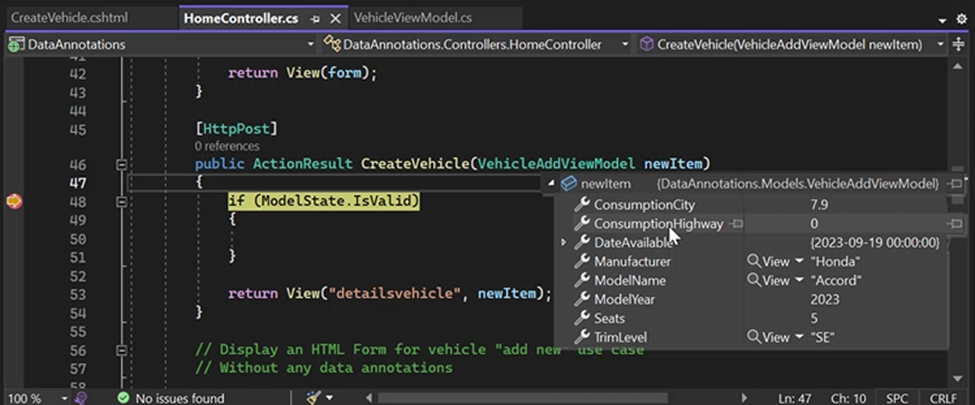 CreateVehicle.cshtml HomeController.cs VehicleViewModel.cs
DataAnnotations DataAnnotations.Controllers.HomeController CreateVehicle(VehicleAddViewModel newItem)
41
42 return View(form);
43 }
44
45 [HttpPost]
0 references
46 public ActionResult CreateVehicle(VehicleAddViewModel newItem)
47 {
newItem {DataAnnotations.Models.VehicleAddViewModel}
48 if (ModelState.IsValid)
ConsumptionCity 7.9
49 {
ConsumptionHighway 0
50
DateAvailable {2023-09-19 00:00:00}
51 }
Manufacturer View "Honda"
52
ModelName View "Accord"
53 return View("detailsvehicle", newItem);
ModelYear 2023
54 }
Seats 5
55
TrimLevel View "SE"
56 // Display an HTML Form for vehicle "add new" use case
57 // Without any data annotations
58
100 % No issues found Ln: 47 Ch: 10 SPC CRLF